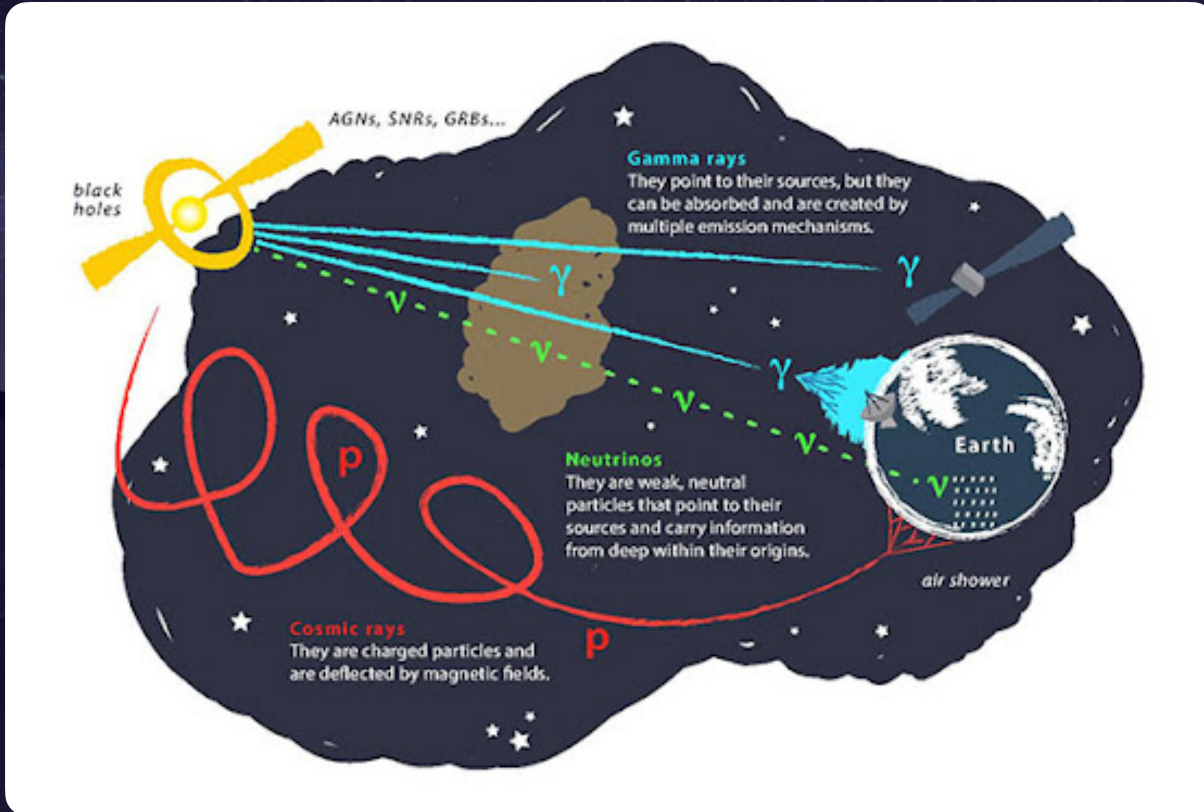 AGNs, SNRs, GRBs...
black
holes
Gamma rays
They point to their sources, but they
can be absorbed and are created by
multiple emission mechanisms.
γ
γ
γ
ν
ν
ν
ν
ν
Earth
p
Neutrinos
They are weak, neutral
particles that point to their
sources and carry information
from deep within their origins.
air shower
Cosmic rays
They are charged particles and
are deflected by magnetic fields.
p